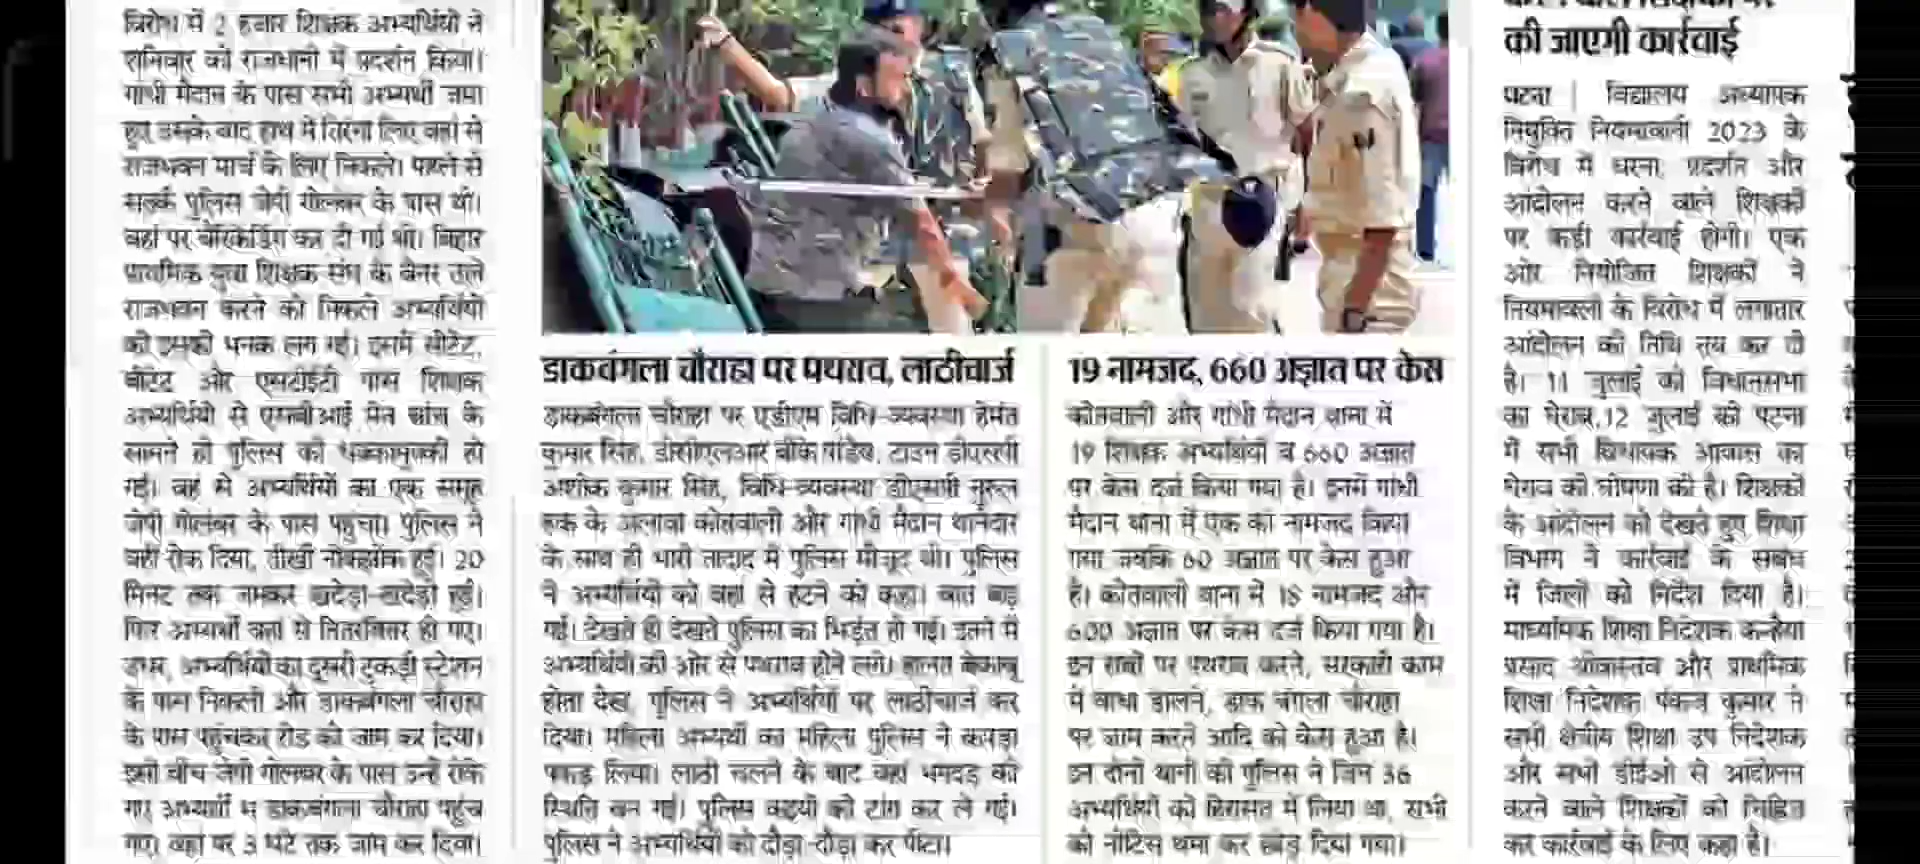 विरोध में 2 हजार शिक्षक अभ्यर्थियों ने
शनिवार को राजधानी में प्रदर्शन किया।
गांधी मैदान के पास सभी अभ्यर्थी जमा
हुए उसके बाद हाथ में तिरंगा लिए वहां से
राजभवन मार्च के लिए निकले। पहले से
सतर्क पुलिस जेपी गोलंबर के पास थी।
वहां पर बैरिकेडिंग कर दी गई थी। बिहार
प्राथमिक युवा शिक्षक संघ के बैनर तले
राजभवन करने को निकले अभ्यर्थियों
की इसकी भनक लग गई। इसमें सीटेट,
बीटेट और एसटीईटी पास शिक्षक
अभ्यर्थियों से एसबीआई मेन ब्रांच के
सामने ही पुलिस की धक्कामुक्की हो
गई। वहां से अभ्यर्थियों का एक समूह
जेपी गोलंबर के पास पहुंचा। पुलिस ने
वहीं रोक दिया, तीखी नोकझोंक हुई। 20
मिनट तक जमकर खदेड़ा-खदेड़ी हुई।
फिर अभ्यर्थी वहां से तितरबितर हो गए।
उधर, अभ्यर्थियों का दूसरी टुकड़ी स्टेशन
के पास निकली और डाकबंगला चौराहा
के पास पहुंचकर रोड को जाम कर दिया।
इसी बीच जेपी गोलंबर के पास उन्हें रोके
गए अभ्यर्थी भी डाकबंगला चौराहा पहुंच
गए। वहां पर 3 घंटे तक जाम कर दिया।
डाकबंगला चौराहा पर पथराव, लाठीचार्ज
डाकबंगला चौराहा पर एडीएम विधि-व्यवस्था हेमंत
कुमार सिंह, डीसीएलआर बीके पांडेय, टाउन डीएसपी
अशोक कुमार सिंह, विधि-व्यवस्था डीएसपी नुरुल
हक के अलावा कोतवाली और गांधी मैदान थानेदार
के साथ ही भारी तादाद में पुलिस मौजूद थी। पुलिस
ने अभ्यर्थियों को वहां से हटने को कहा। बात बढ़
गई। देखते ही देखते पुलिस का भिड़ंत हो गई। इतने में
अभ्यर्थियों की ओर से पथराव होने लगा। हालत बेकाबू
होता देख, पुलिस ने अभ्यर्थियों पर लाठीचार्ज कर
दिया। महिला अभ्यर्थी का महिला पुलिस ने कपड़ा
पकड़ लिया। लाठी चलने के बाद वहां भगदड़ की
स्थिति बन गई। पुलिस कइयों को टांग कर ले गई।
पुलिस ने अभ्यर्थियों को दौड़ा-दौड़ा कर पीटा।
19 नामजद, 660 अज्ञात पर केस
कोतवाली और गांधी मैदान थाना में
19 शिक्षक अभ्यर्थियों व 660 अज्ञात
पर केस दर्ज किया गया है। इनमें गांधी
मैदान थाना में एक को नामजद किया
गया जबकि 60 अज्ञात पर केस हुआ
है। कोतवाली थाना में 18 नामजद और
600 अज्ञात पर केस दर्ज किया गया है।
इन सबों पर पथराव करने, सरकारी काम
में बाधा डालने, डाक बंगला चौराहा
पर जाम करने आदि को केस हुआ है।
इन दोनों थानों की पुलिस ने जिन 36
अभ्यर्थियों को हिरासत में लिया था, सभी
को नोटिस थमा कर छोड़ दिया गया।
की जाएगी कार्रवाई
पटना | विद्यालय अध्यापक
नियुक्ति नियमावली 2023 के
विरोध में धरना, प्रदर्शन और
आंदोलन करने वाले शिक्षकों
पर कड़ी कार्रवाई होगी। एक
ओर नियोजित शिक्षकों ने
नियमावली के विरोध में लगातार
आंदोलन की तिथि तय कर दी
है। 11 जुलाई को विधानसभा
का घेराव, 12 जुलाई को पटना
में सभी विधायक आवास का
घेराव की घोषणा की है। शिक्षकों
के आंदोलन को देखते हुए शिक्षा
विभाग ने कार्रवाई के संबंध
में जिलों को निर्देश दिया है।
माध्यमिक शिक्षा निदेशक कन्हैया
प्रसाद श्रीवास्तव और प्राथमिक
शिक्षा निदेशक पंकज कुमार ने
सभी क्षेत्रीय शिक्षा उप निदेशक
और सभी डीईओ से आंदोलन
करने वाले शिक्षकों को चिह्नित
कर कार्रवाई के लिए कहा है।